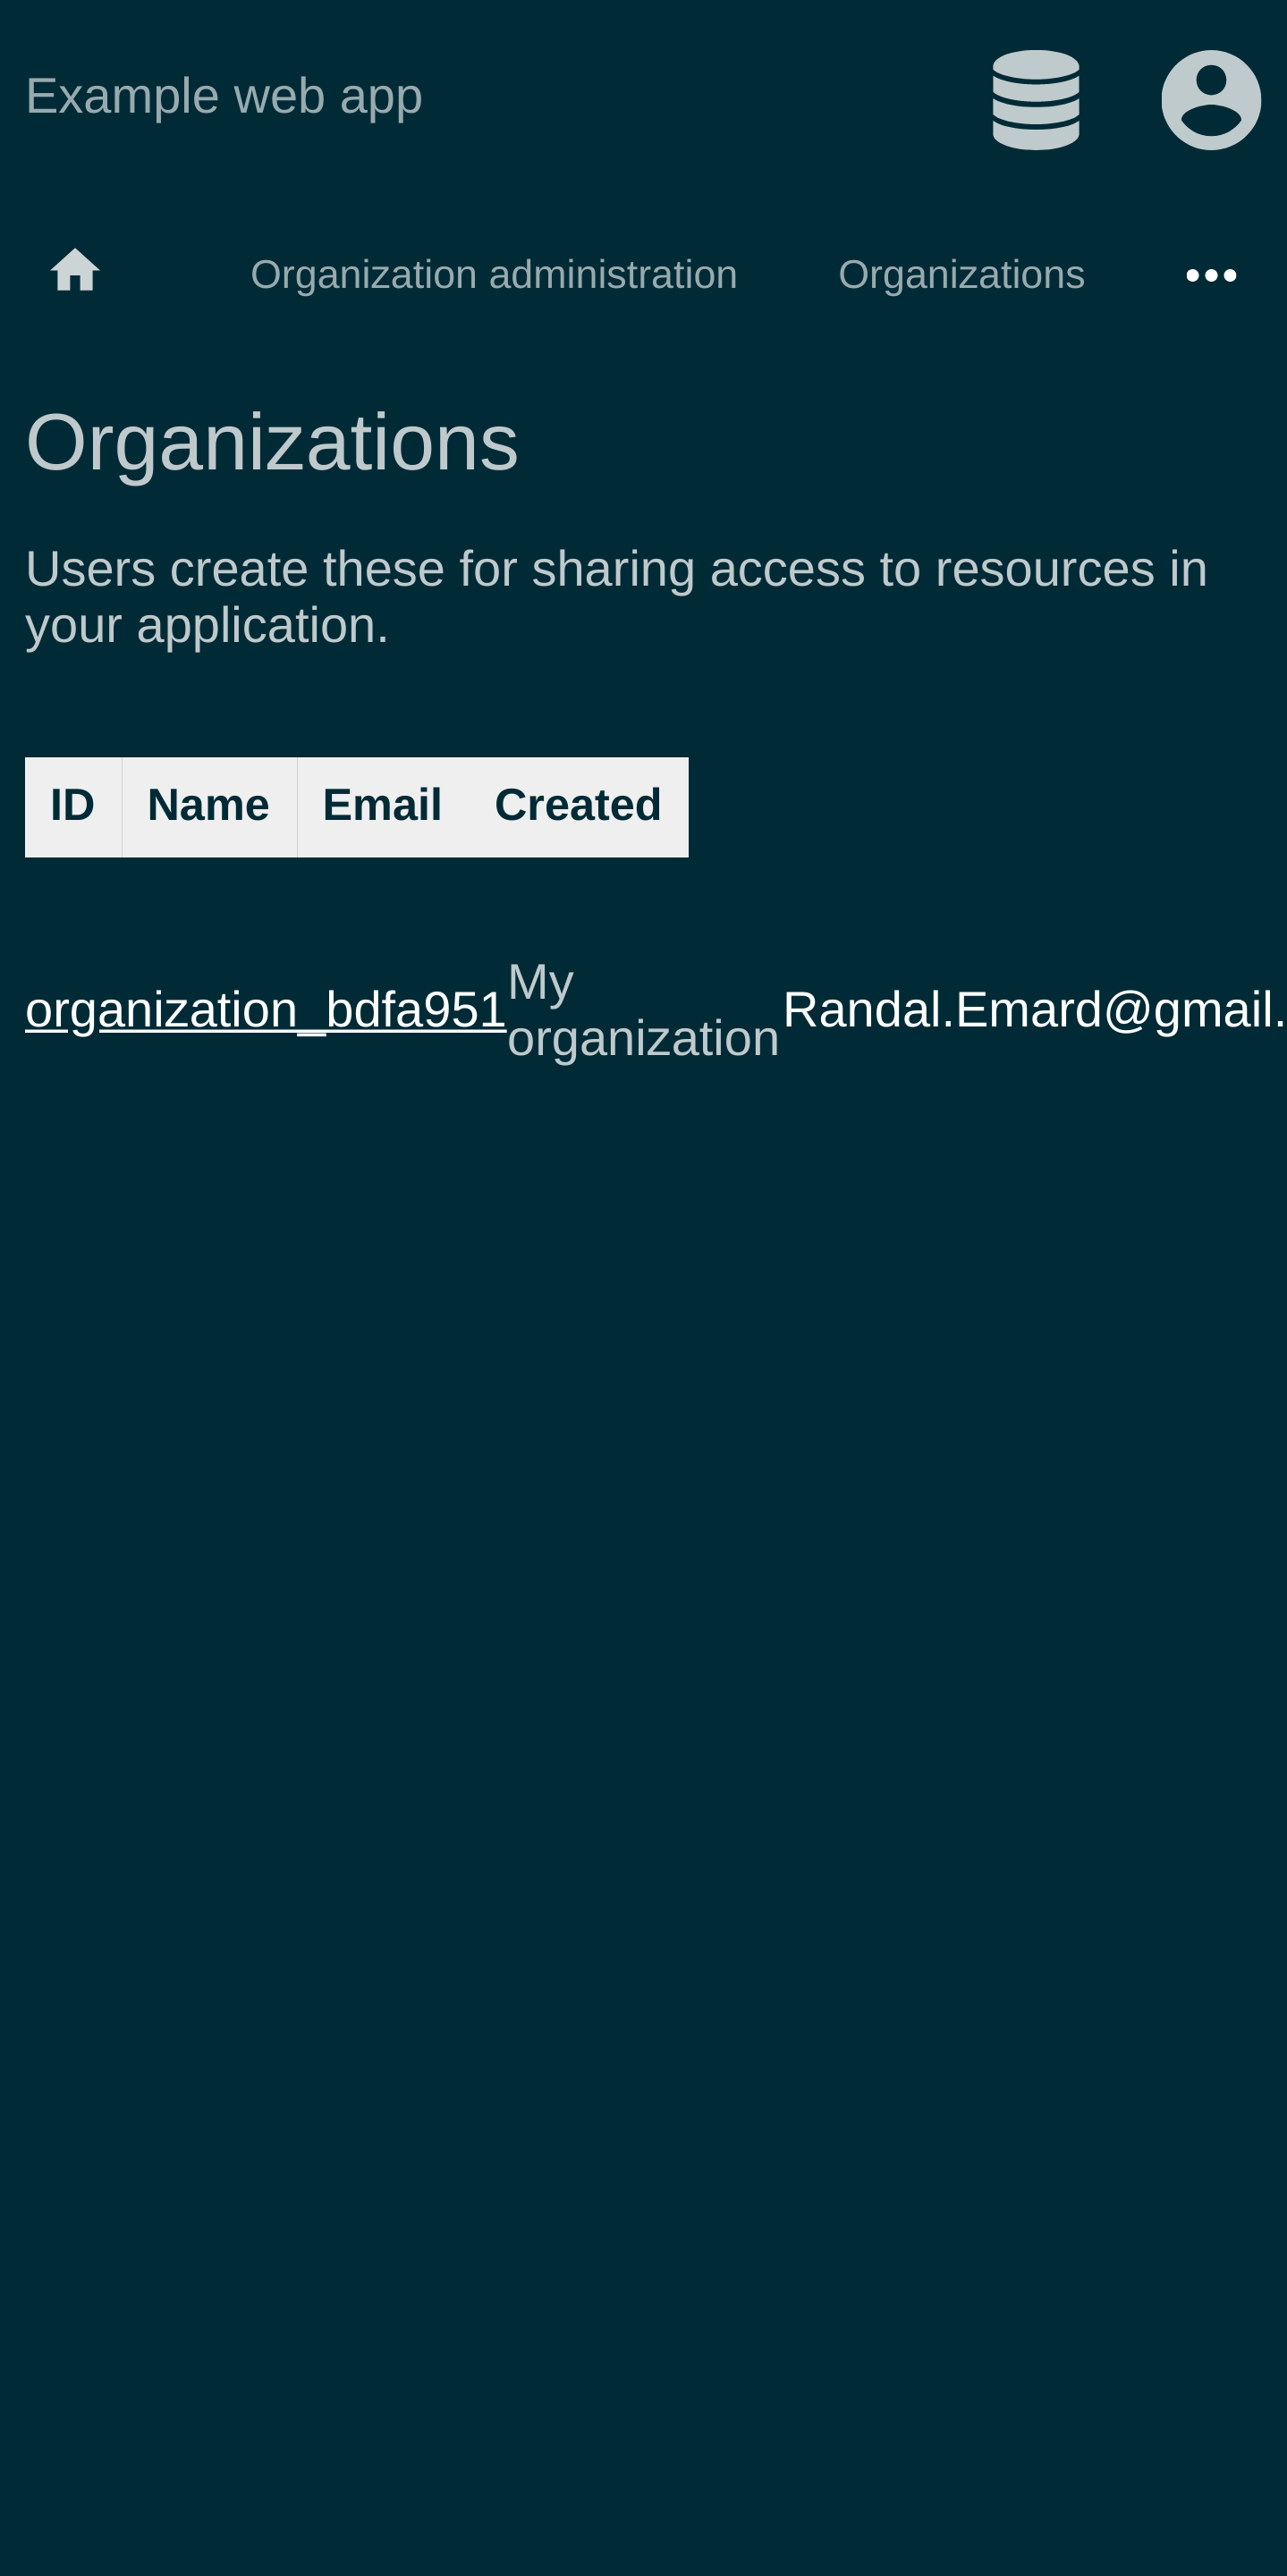 Example web app
Organization administration Organizations
Organizations
Users create these for sharing access to resources in
your application.
ID Name Email Created
organization_bdfa951 My organization Randal.Emard@gmail.